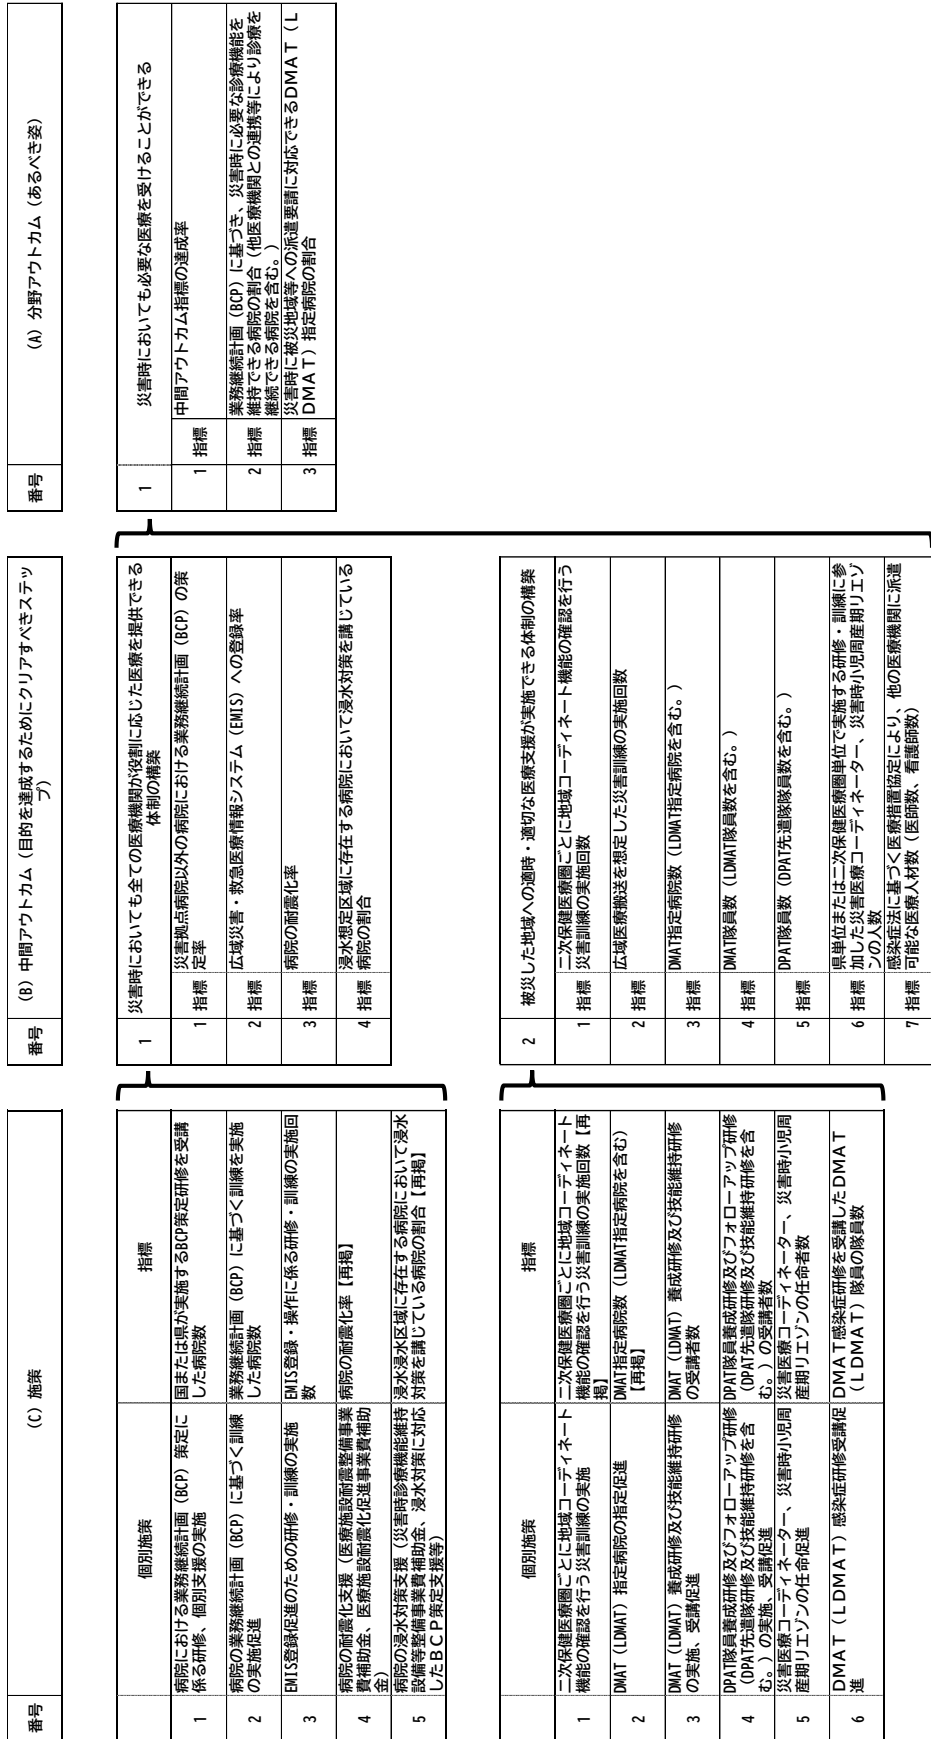 番号
(C) 施策
番号
(B) 中間アウトカム（目的を達成するためにクリアすべきステッ
プ）
番号
(A) 分野アウトカム（あるべき姿）
個別施策
指標
1
病院における業務継続計画（BCP）策定に
係る研修、個別支援の実施
国または県が実施するBCP策定研修を受講
した病院数
2
病院の業務継続計画（BCP）に基づく訓練
の実施促進
業務継続計画（BCP）に基づく訓練を実施
した病院数
3
EMIS登録促進のための研修・訓練の実施
EMIS登録・操作に係る研修・訓練の実施回
数
4
病院の耐震化支援（医療施設耐震整備事業
費補助金、医療施設耐震化促進事業費補助
金）
病院の耐震化率【再掲】
5
病院の浸水対策支援（災害時診療機能維持
設備等整備事業費補助金、浸水対策に対応
したＢＣＰ策定支援等）
浸水浸水区域に存在する病院において浸水
対策を講じている病院の割合【再掲】
1
災害時においても全ての医療機関が役割に応じた医療を提供できる
体制の構築
1
指標
災害拠点病院以外の病院における業務継続計画（BCP）の策
定率
2
指標
広域災害・救急医療情報システム（EMIS）への登録率
3
指標
病院の耐震化率
4
指標
浸水想定区域に存在する病院において浸水対策を講じている
病院の割合
1
災害時においても必要な医療を受けることができる
1
指標
中間アウトカム指標の達成率
2
指標
業務継続計画（BCP）に基づき、災害時に必要な診療機能を
維持できる病院の割合（他医療機関との連携等により診療を
継続できる病院を含む。）
3
指標
災害時に被災地域等への派遣要請に対応できるＤＭＡＴ（Ｌ
ＤＭＡＴ）指定病院の割合
個別施策
指標
1
二次保健医療圏ごとに地域コーディネート
機能の確認を行う災害訓練の実施
二次保健医療圏ごとに地域コーディネート
機能の確認を行う災害訓練の実施回数【再
掲】
2
DMAT（LDMAT）指定病院の指定促進
DMAT指定病院数（LDMAT指定病院を含む）
【再掲】
3
DMAT（LDMAT）養成研修及び技能維持研修
の実施、受講促進
DMAT（LDMAT）養成研修及び技能維持研修
の受講者数
4
DPAT隊員養成研修及びフォローアップ研修
（DPAT先遣隊研修及び技能維持研修を含
む。）の実施、受講促進
DPAT隊員養成研修及びフォローアップ研修
（DPAT先遣隊研修及び技能維持研修を含
む。）の受講者数
5
災害医療コーディネーター、災害時小児周
産期リエゾンの任命促進
災害医療コーディネーター、災害時小児周
産期リエゾンの任命者数
6
ＤＭＡＴ（ＬＤＭＡＴ）感染症研修受講促
進
ＤＭＡＴ感染症研修を受講したＤＭＡＴ
（ＬＤＭＡＴ）隊員の隊員数
2
被災した地域への適時・適切な医療支援が実施できる体制の構築
1
指標
二次保健医療圏ごとに地域コーディネート機能の確認を行う
災害訓練の実施回数
2
指標
広域医療搬送を想定した災害訓練の実施回数
3
指標
DMAT指定病院数（LDMAT指定病院を含む。）
4
指標
DMAT隊員数（LDMAT隊員数を含む。）
5
指標
DPAT隊員数（DPAT先遣隊隊員数を含む。）
6
指標
県単位または二次保健医療圏単位で実施する研修・訓練に参
加した災害医療コーディネーター、災害時小児周産期リエゾ
ンの人数
7
指標
感染症法に基づく医療措置協定により、他の医療機関に派遣
可能な医療人材数（医師数、看護師数）